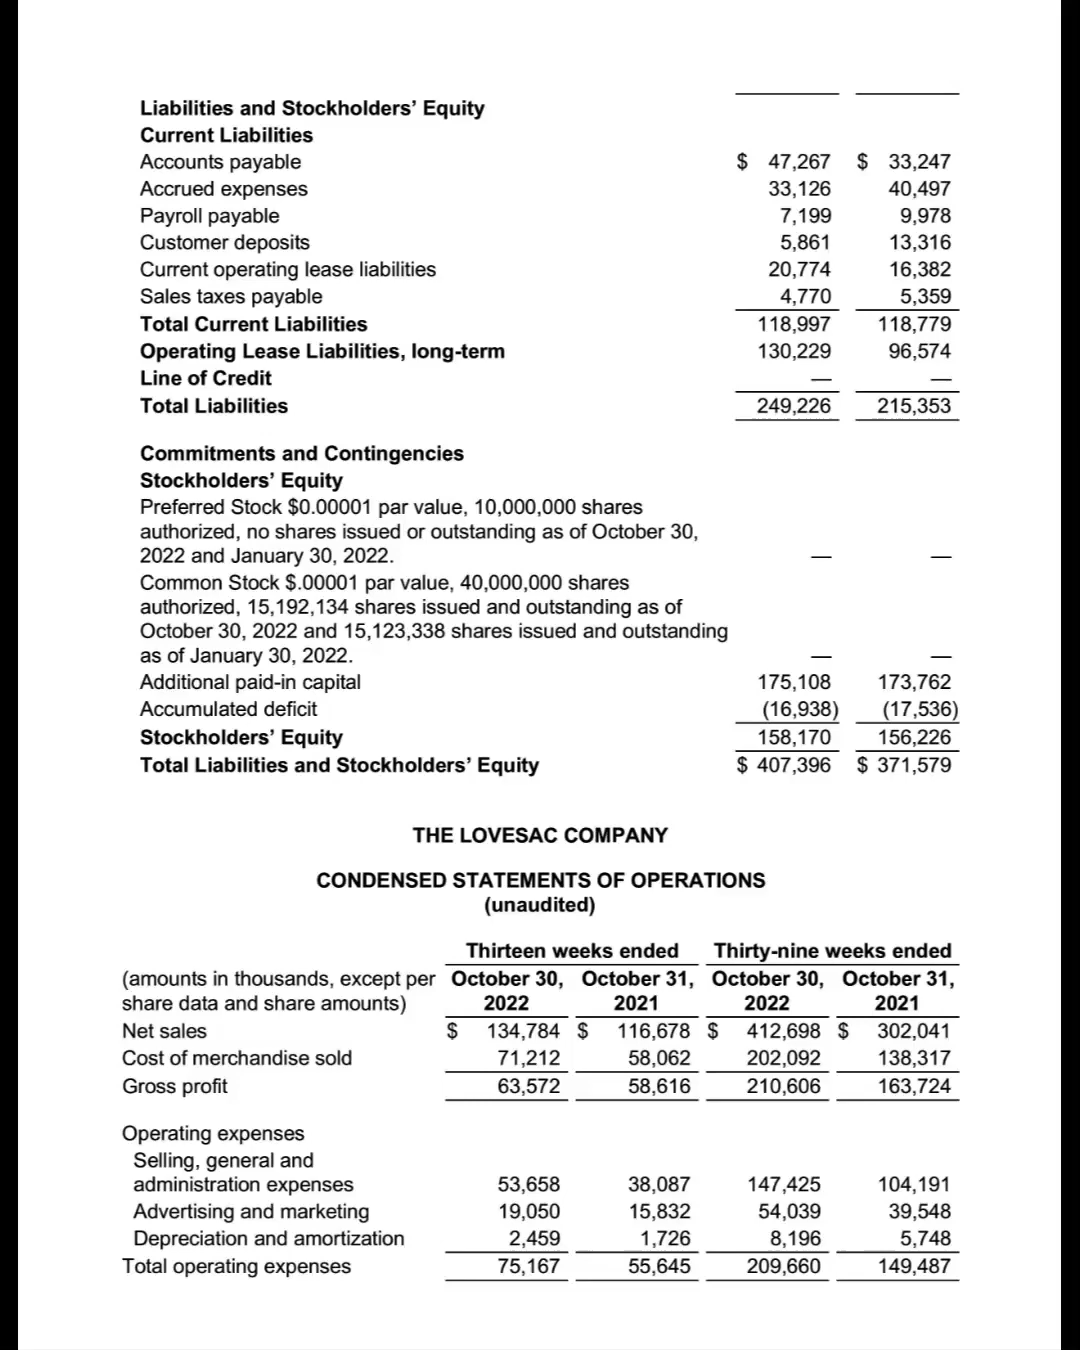 Liabilities and Stockholders’ Equity
Current Liabilities
Accounts payable $ 47,267 $ 33,247
Accrued expenses 33,126 40,497
Payroll payable 7,199 9,978
Customer deposits 5,861 13,316
Current operating lease liabilities 20,774 16,382
Sales taxes payable 4,770 5,359
Total Current Liabilities 118,997 118,779
Operating Lease Liabilities, long-term 130,229 96,574
Line of Credit — —
Total Liabilities 249,226 215,353
Commitments and Contingencies
Stockholders’ Equity
Preferred Stock $0.00001 par value, 10,000,000 shares
authorized, no shares issued or outstanding as of October 30,
2022 and January 30, 2022. — —
Common Stock $.00001 par value, 40,000,000 shares
authorized, 15,192,134 shares issued and outstanding as of
October 30, 2022 and 15,123,338 shares issued and outstanding
as of January 30, 2022. — —
Additional paid-in capital 175,108 173,762
Accumulated deficit (16,938) (17,536)
Stockholders’ Equity 158,170 156,226
Total Liabilities and Stockholders’ Equity $ 407,396 $ 371,579
THE LOVESAC COMPANY
CONDENSED STATEMENTS OF OPERATIONS
(unaudited)
Thirteen weeks ended Thirty-nine weeks ended
(amounts in thousands, except per October 30, October 31, October 30, October 31,
share data and share amounts) 2022 2021 2022 2021
Net sales $ 134,784 $ 116,678 $ 412,698 $ 302,041
Cost of merchandise sold 71,212 58,062 202,092 138,317
Gross profit 63,572 58,616 210,606 163,724
Operating expenses
Selling, general and
administration expenses 53,658 38,087 147,425 104,191
Advertising and marketing 19,050 15,832 54,039 39,548
Depreciation and amortization 2,459 1,726 8,196 5,748
Total operating expenses 75,167 55,645 209,660 149,487